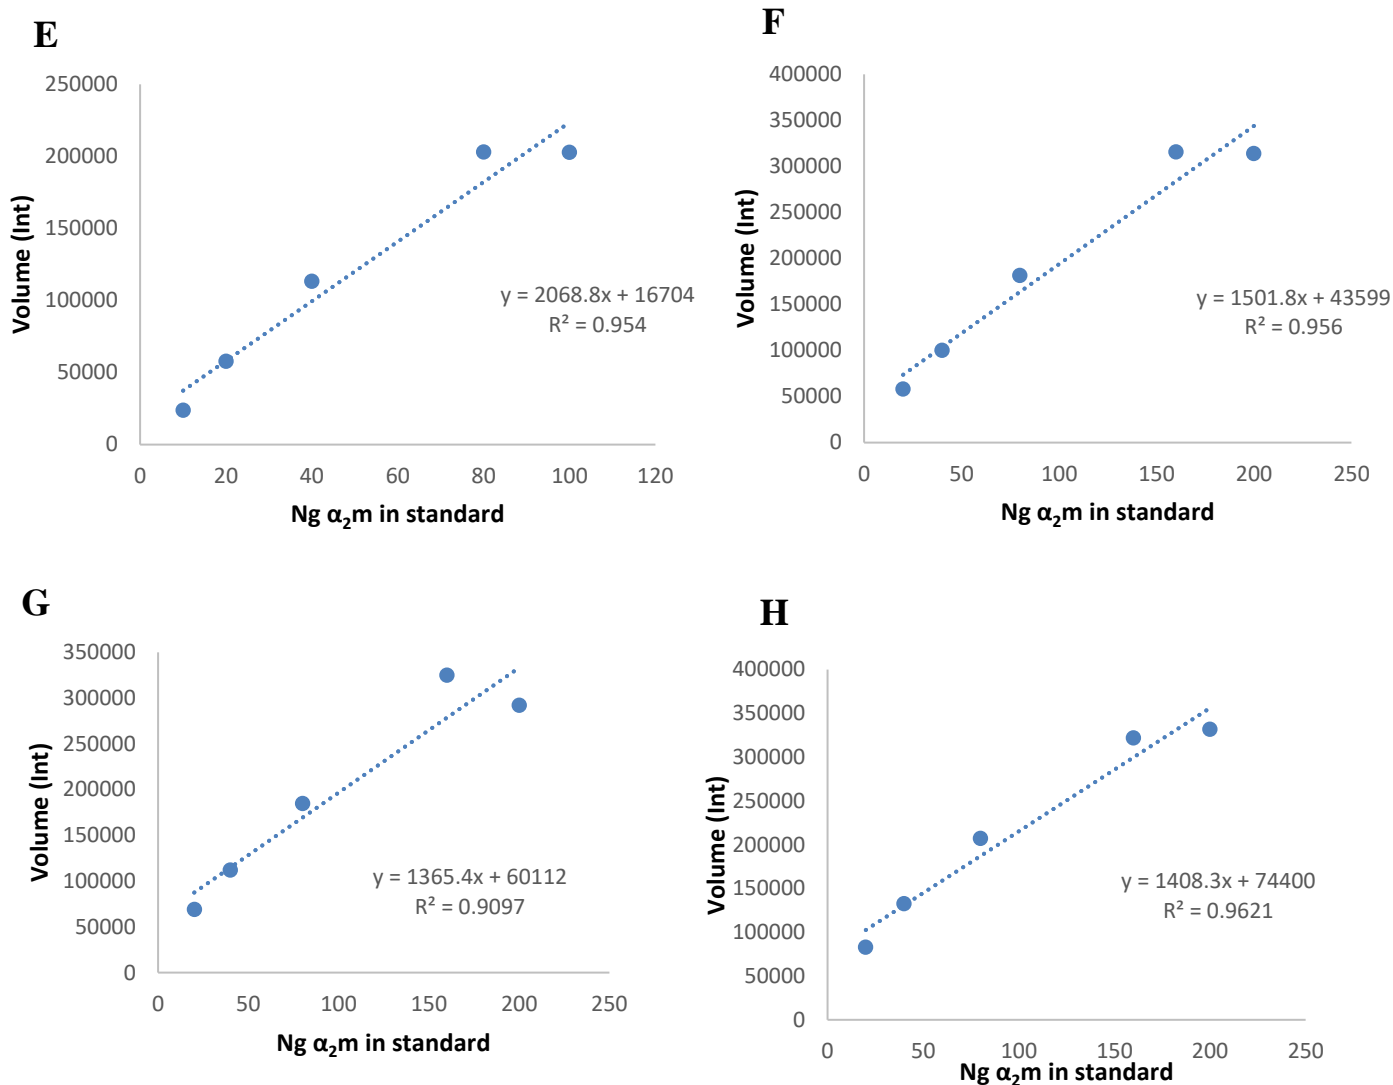 E
250000
200000
150000
100000
50000
0
0 20 40 60 80 100 120
Volume (Int)
Ng α₂m in standard
y = 2068.8x + 16704
R² = 0.954
F
400000
350000
300000
250000
200000
150000
100000
50000
0
0 50 100 150 200 250
Volume (Int)
Ng α₂m in standard
y = 1501.8x + 43599
R² = 0.956
G
350000
300000
250000
200000
150000
100000
50000
0
0 50 100 150 200 250
Volume (Int)
Ng α₂m in standard
y = 1365.4x + 60112
R² = 0.9097
H
400000
350000
300000
250000
200000
150000
100000
50000
0
0 50 100 150 200 250
Volume (Int)
Ng α₂m in standard
y = 1408.3x + 74400
R² = 0.9621